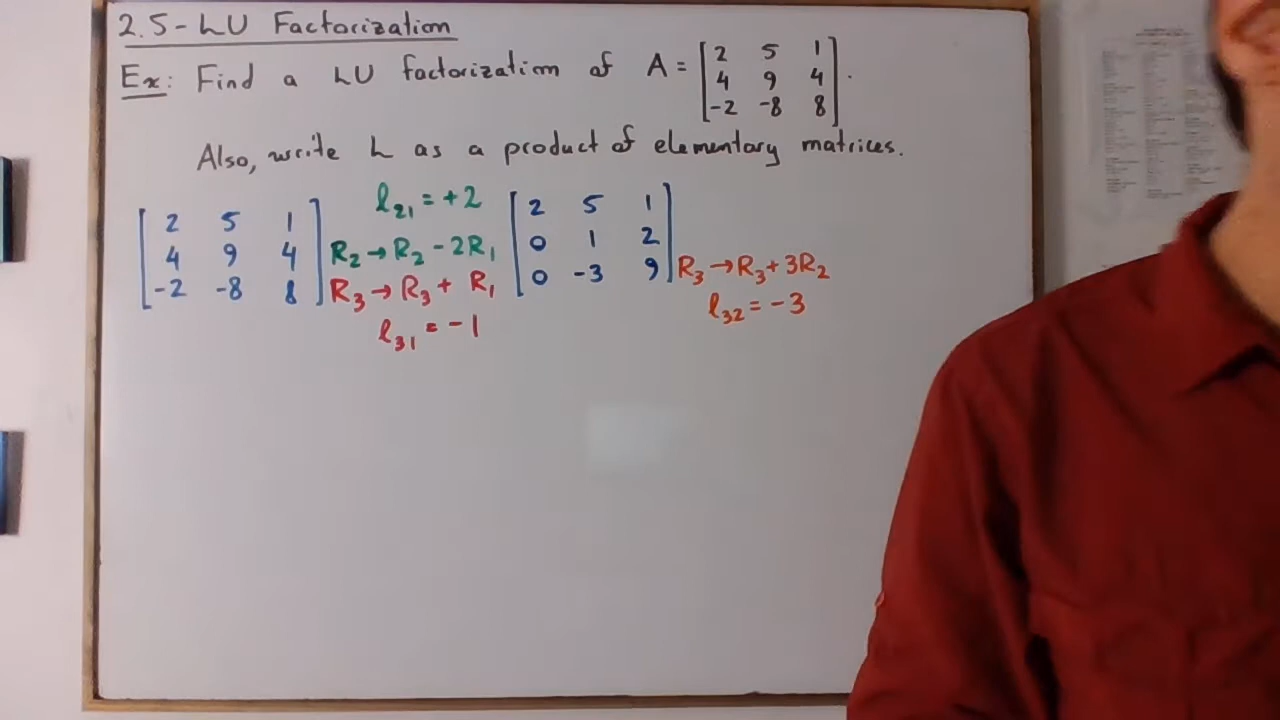 2.5 - LU Factorization
Ex: Find a LU factorization of A = [2 5 1
4 9 4
-2 -8 8].
Also, write L as a product of elementary matrices.
[2 5 1
4 9 4
-2 -8 8]
l₂₁ = +2
R₂ → R₂ - 2R₁
R₃ → R₃ + R₁
l₃₁ = -1
[2 5 1
0 1 2
0 -3 9]
R₃ → R₃ + 3R₂
l₃₂ = -3